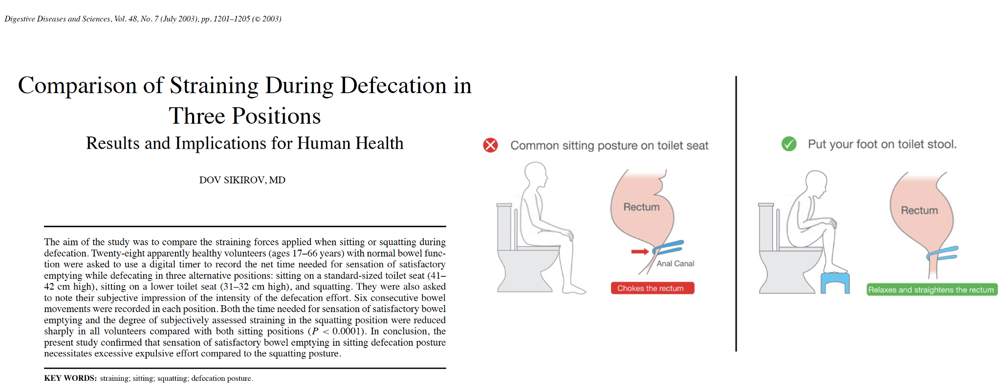 Digestive Diseases and Sciences, Vol. 48, No. 7 (July 2003), pp. 1201–1205 (© 2003)
Comparison of Straining During Defecation in
Three Positions
Results and Implications for Human Health
DOV SIKIROV, MD
The aim of the study was to compare the straining forces applied when sitting or squatting during
defecation. Twenty-eight apparently healthy volunteers (ages 17–66 years) with normal bowel func-
tion were asked to use a digital timer to record the net time needed for sensation of satisfactory
emptying while defecating in three alternative positions: sitting on a standard-sized toilet seat (41–
42 cm high), sitting on a lower toilet seat (31–32 cm high), and squatting. They were also asked
to note their subjective impression of the intensity of the defecation effort. Six consecutive bowel
movements were recorded in each position. Both the time needed for sensation of satisfactory bowel
emptying and the degree of subjectively assessed straining in the squatting position were reduced
sharply in all volunteers compared with both sitting positions (P < 0.0001). In conclusion, the
present study confirmed that sensation of satisfactory bowel emptying in sitting defecation posture
necessitates excessive expulsive effort compared to the squatting posture.
KEY WORDS: straining; sitting; squatting; defecation posture.
Common sitting posture on toilet seat
Rectum
Anal Canal
Chokes the rectum
Put your foot on toilet stool.
Rectum
Relaxes and straightens the rectum